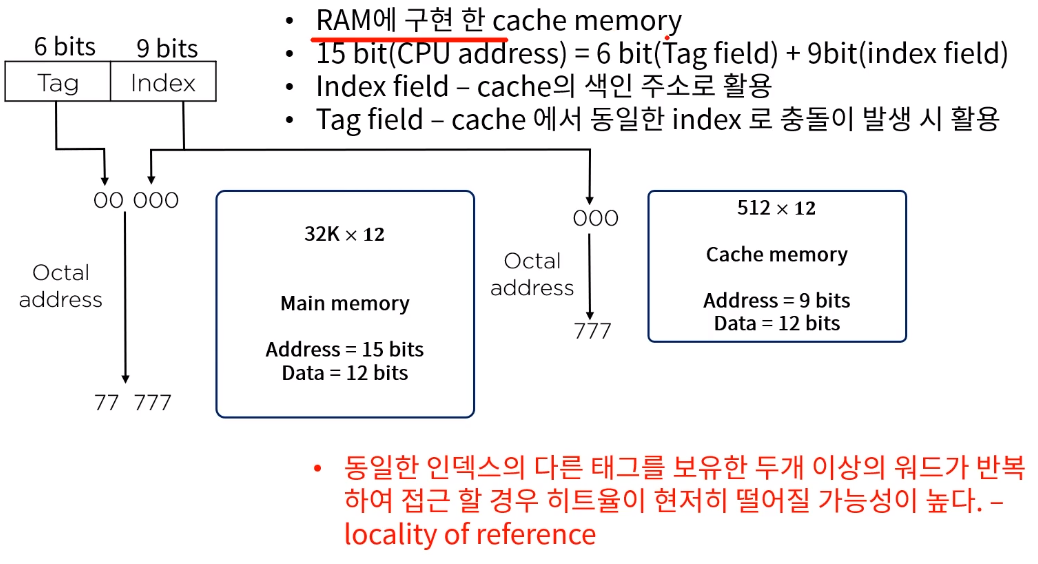 • RAM에 구현 한 cache memory
• 15 bit(CPU address) = 6 bit(Tag field) + 9bit(index field)
• Index field – cache의 색인 주소로 활용
• Tag field – cache 에서 동일한 index 로 충돌이 발생 시 활용
6 bits 9 bits
Tag Index
00 000
Octal
address
77 777
32K × 12
Main memory
Address = 15 bits
Data = 12 bits
000
Octal
address
777
512 × 12
Cache memory
Address = 9 bits
Data = 12 bits
• 동일한 인덱스의 다른 태그를 보유한 두개 이상의 워드가 반복
하여 접근 할 경우 히트율이 현저히 떨어질 가능성이 높다. –
locality of reference